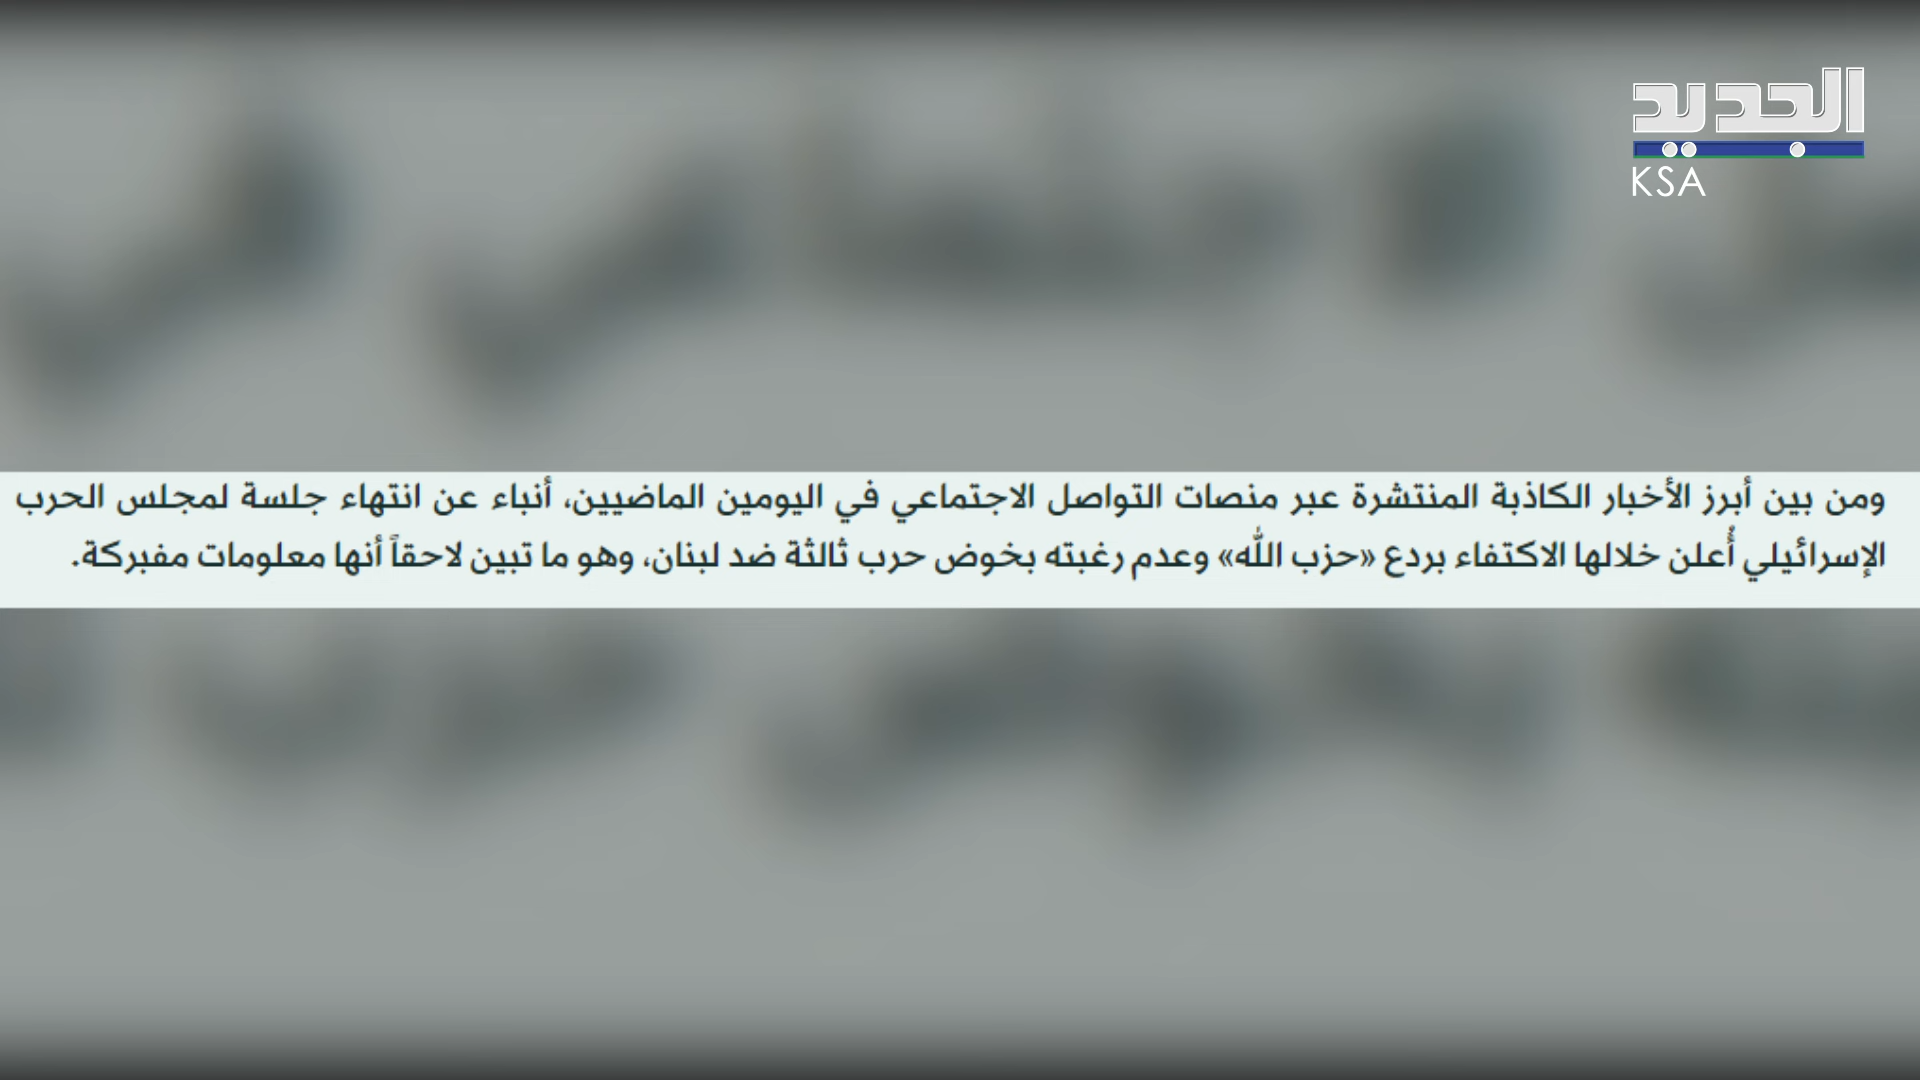 الجديد
KSA
ومن بين أبرز الأخبار الكاذبة المنتشرة عبر منصات التواصل الاجتماعي في اليومين الماضيين، أنباء عن انتهاء جلسة لمجلس الحرب
الإسرائيلي أُعلن خلالها الاكتفاء بردع «حزب الله» وعدم رغبته بخوض حرب ثالثة ضد لبنان، وهو ما تبين لاحقاً أنها معلومات مفبركة.